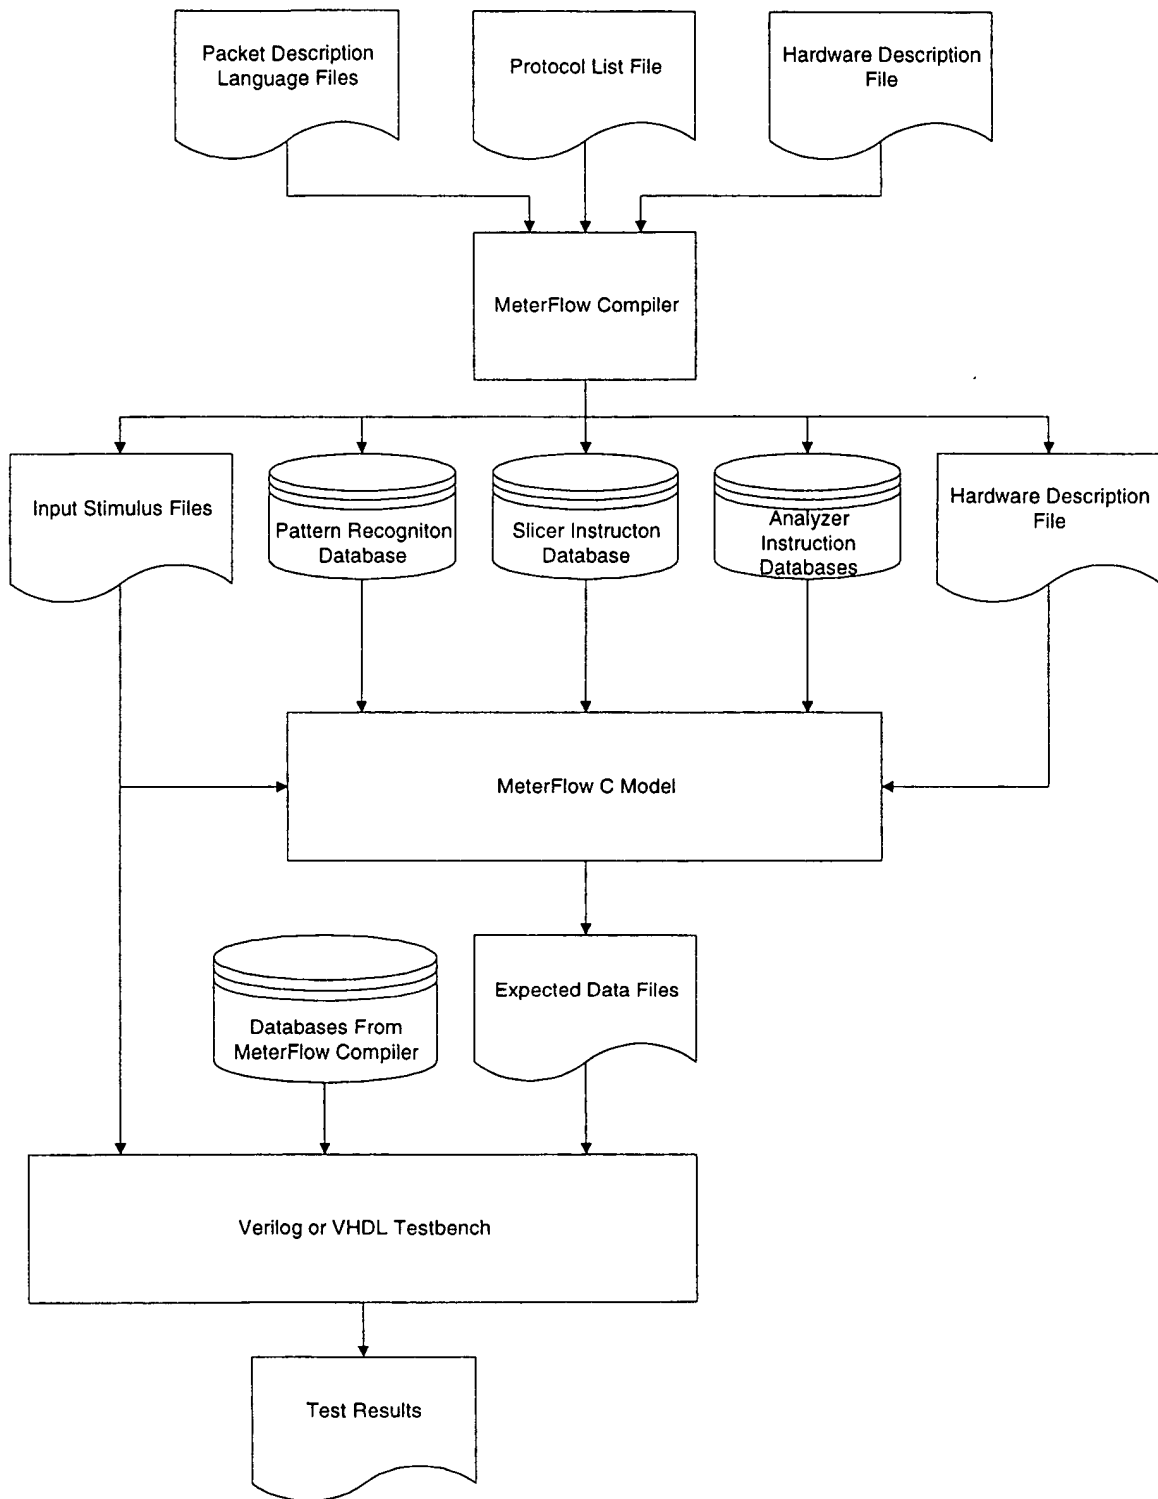 Packet Description
Language Files
Protocol List File
Hardware Description
File
MeterFlow Compiler
Input Stimulus Files
Pattern Recogniton
Database
Slicer Instructon
Database
Analyzer
Instruction
Databases
Hardware Description
File
MeterFlow C Model
Databases From
MeterFlow Compiler
Expected Data Files
Verilog or VHDL Testbench
Test Results